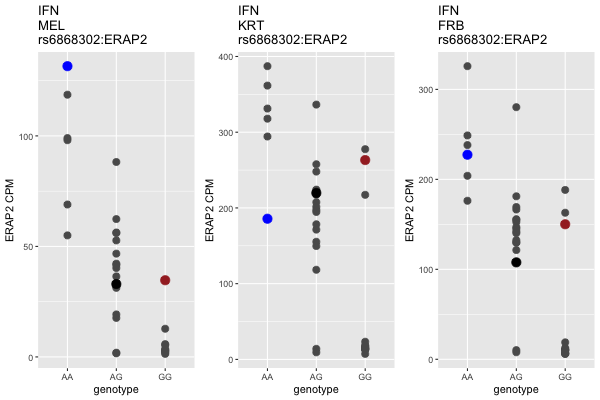 IFN
MEL
rs6868302:ERAP2
ERAP2 CPM
100
50
0
AA
AG
GG
genotype
IFN
KRT
rs6868302:ERAP2
ERAP2 CPM
400
300
200
100
0
AA
AG
GG
genotype
IFN
FRB
rs6868302:ERAP2
ERAP2 CPM
300
200
100
0
AA
AG
GG
genotype